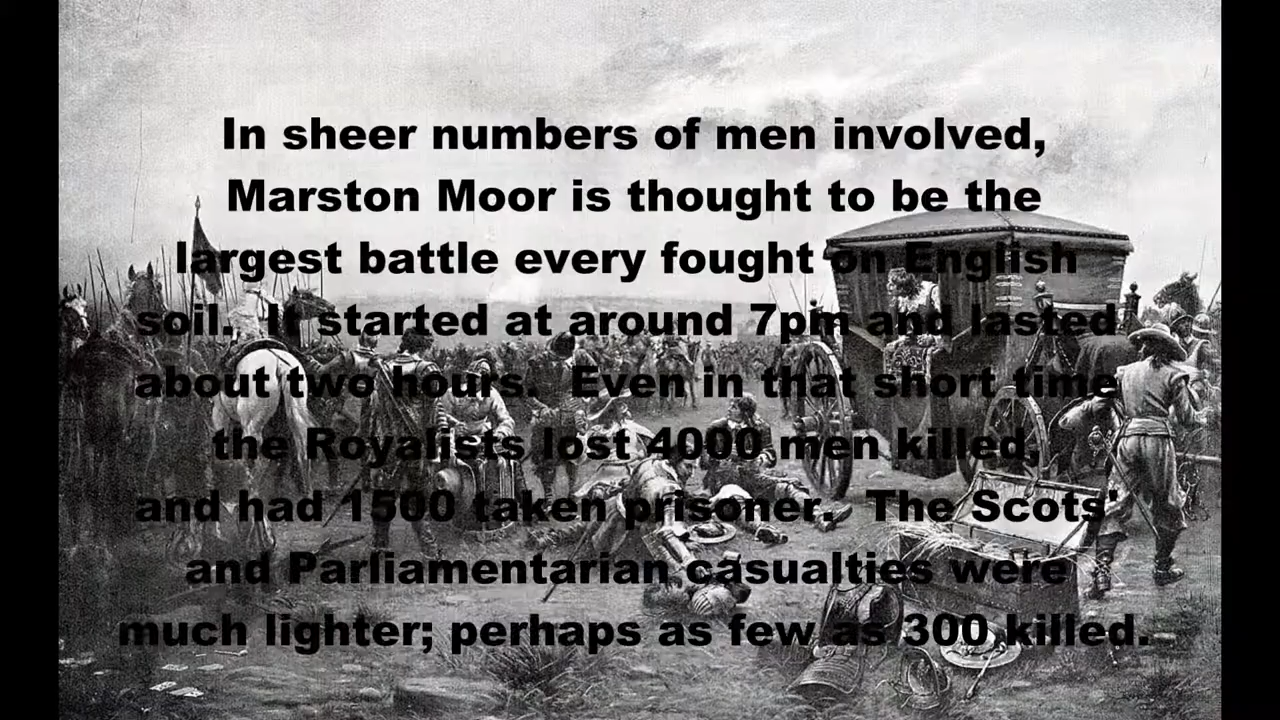 In sheer numbers of men involved,
Marston Moor is thought to be the
largest battle every fought on English
soil.  It started at around 7pm and lasted
about two hours.  Even in that short time
the Royalists lost 4000 men killed,
and had 1500 taken prisoner.  The Scots'
and Parliamentarian casualties were
much lighter; perhaps as few as 300 killed.